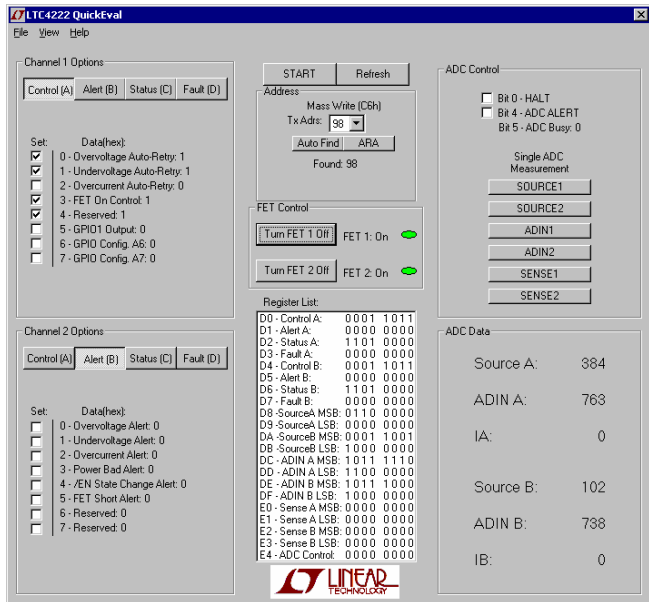 LTC4222 QuickEval
File View Help
Channel 1 Options
Control (A) Alert (B) Status (C) Fault (D)
Set: Data(hex):
0 - Overvoltage Auto-Retry: 1
1 - Undervoltage Auto-Retry: 1
2 - Overcurrent Auto-Retry: 0
3 - FET On Control: 1
4 - Reserved: 1
5 - GPIO1 Output: 0
6 - GPIO Config. A6: 0
7 - GPIO Config. A7: 0
Channel 2 Options
Control (A) Alert (B) Status (C) Fault (D)
Set: Data(hex):
0 - Overvoltage Alert: 0
1 - Undervoltage Alert: 0
2 - Overcurrent Alert: 0
3 - Power Bad Alert: 0
4 - /EN State Change Alert: 0
5 - FET Short Alert: 0
6 - Reserved: 0
7 - Reserved: 0
START Refresh
Address
Mass Write (C6h)
Tx Adrs: 98
Auto Find ARA
Found: 98
FET Control
Turn FET 1 Off FET 1: On
Turn FET 2 Off FET 2: On
Register List:
D0 - Control A: 0001 1011
D1 - Alert A: 0000 0000
D2 - Status A: 1101 0000
D3 - Fault A: 0000 0000
D4 - Control B: 0001 1011
D5 - Alert B: 0000 0000
D6 - Status B: 1101 0000
D7 - Fault B: 0000 0000
D8 -SourceA MSB: 0110 0000
D9 -SourceA LSB: 0000 0000
DA -SourceB MSB: 0001 1001
DB -SourceB LSB: 1000 0000
DC - ADIN A MSB: 1011 1110
DD - ADIN A LSB: 1100 0000
DE - ADIN B MSB: 1011 1000
DF - ADIN B LSB: 1000 0000
E0 - Sense A MSB: 0000 0000
E1 - Sense A LSB: 0000 0000
E2 - Sense B MSB: 0000 0000
E3 - Sense B LSB: 0000 0000
E4 - ADC Control: 0000 0000
LINEAR
TECHNOLOGY
ADC Control
Bit 0 - HALT
Bit 4 - ADC ALERT
Bit 5 - ADC Busy: 0
Single ADC
Measurement
SOURCE1
SOURCE2
ADIN1
ADIN2
SENSE1
SENSE2
ADC Data
Source A: 384
ADIN A: 763
IA: 0
Source B: 102
ADIN B: 738
IB: 0